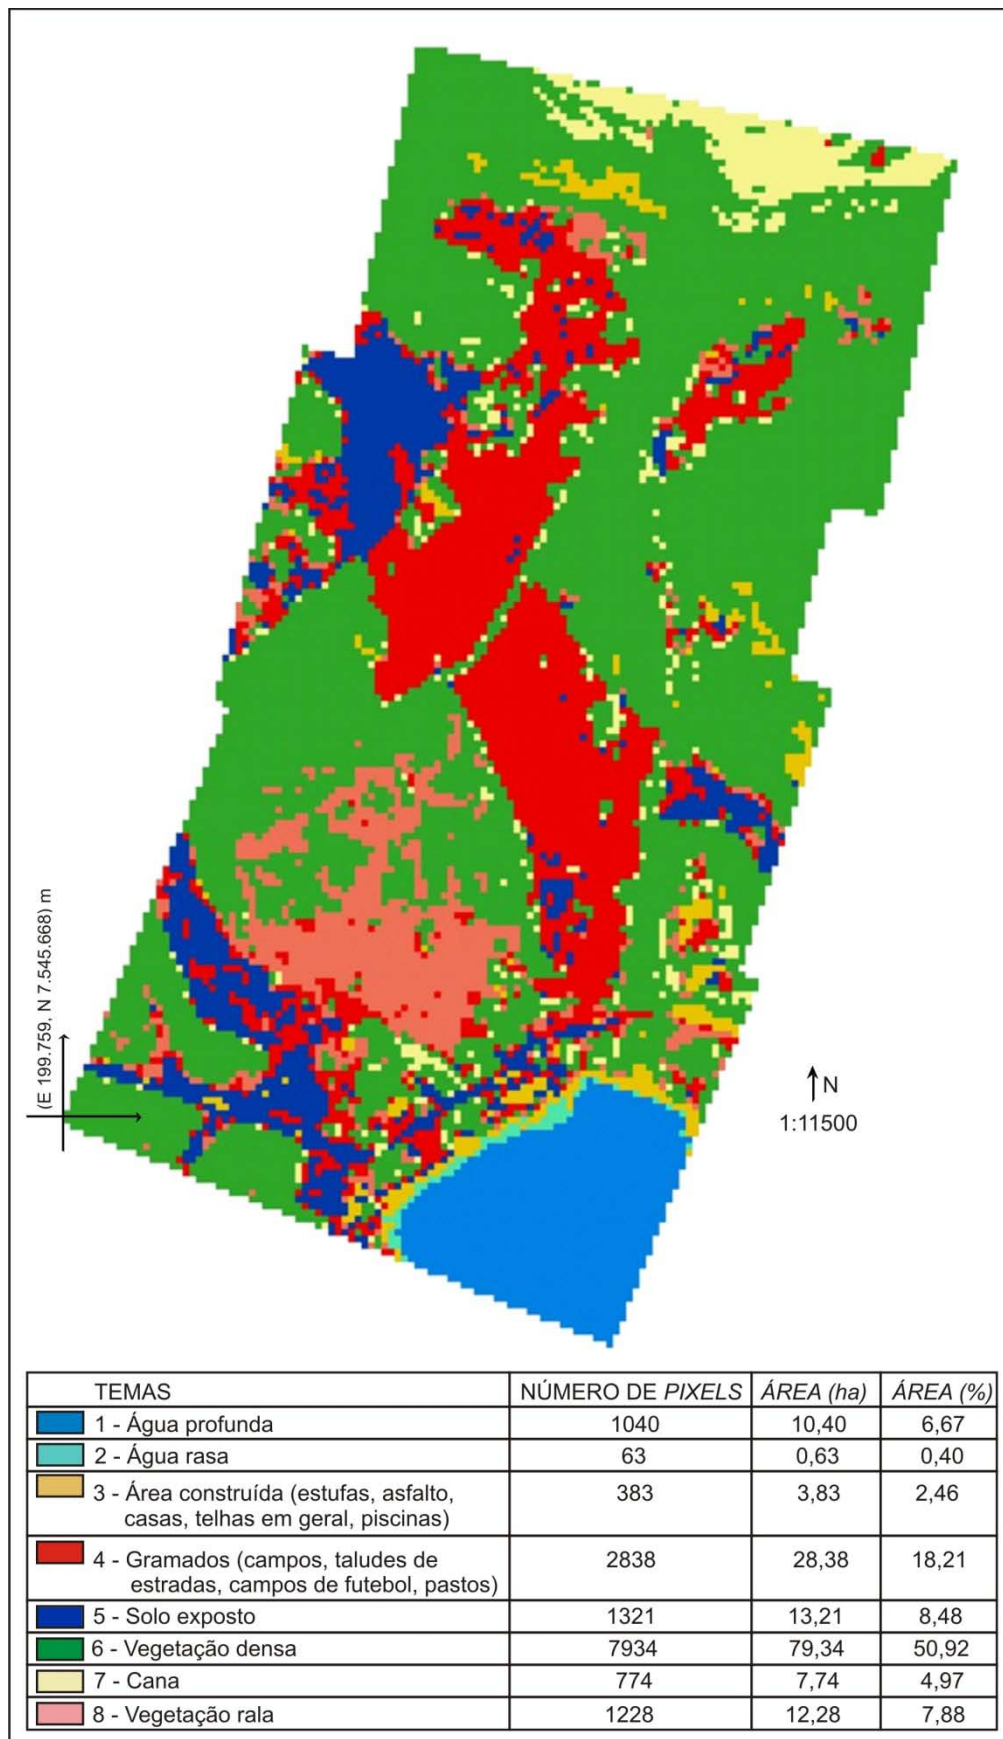 (E 199.759, N 7.545.668) m
N
1:11500
TEMAS NÚMERO DE PIXELS ÁREA (ha) ÁREA (%)
1 - Água profunda 1040 10,40 6,67
2 - Água rasa 63 0,63 0,40
3 - Área construída (estufas, asfalto, 383 3,83 2,46
casas, telhas em geral, piscinas)
4 - Gramados (campos, taludes de 2838 28,38 18,21
estradas, campos de futebol, pastos)
5 - Solo exposto 1321 13,21 8,48
6 - Vegetação densa 7934 79,34 50,92
7 - Cana 774 7,74 4,97
8 - Vegetação rala 1228 12,28 7,88